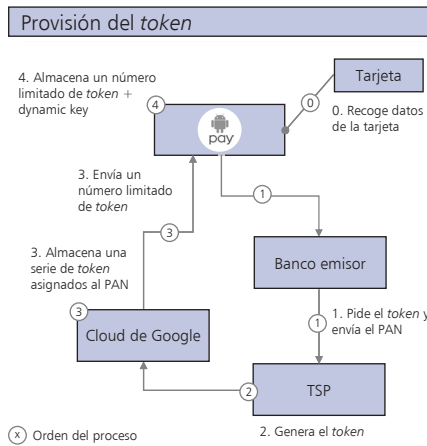 Provisión del token
4. Almacena un número
limitado de token +
dynamic key
4
pay
0
Tarjeta
0. Recoge datos
de la tarjeta
3. Envía un
número limitado
de token
1
3
3. Almacena una
serie de token
asignados al PAN
Banco emisor
3
Cloud de Google
1
1. Pide el token y
envía el PAN
2
TSP
2. Genera el token
x Orden del proceso